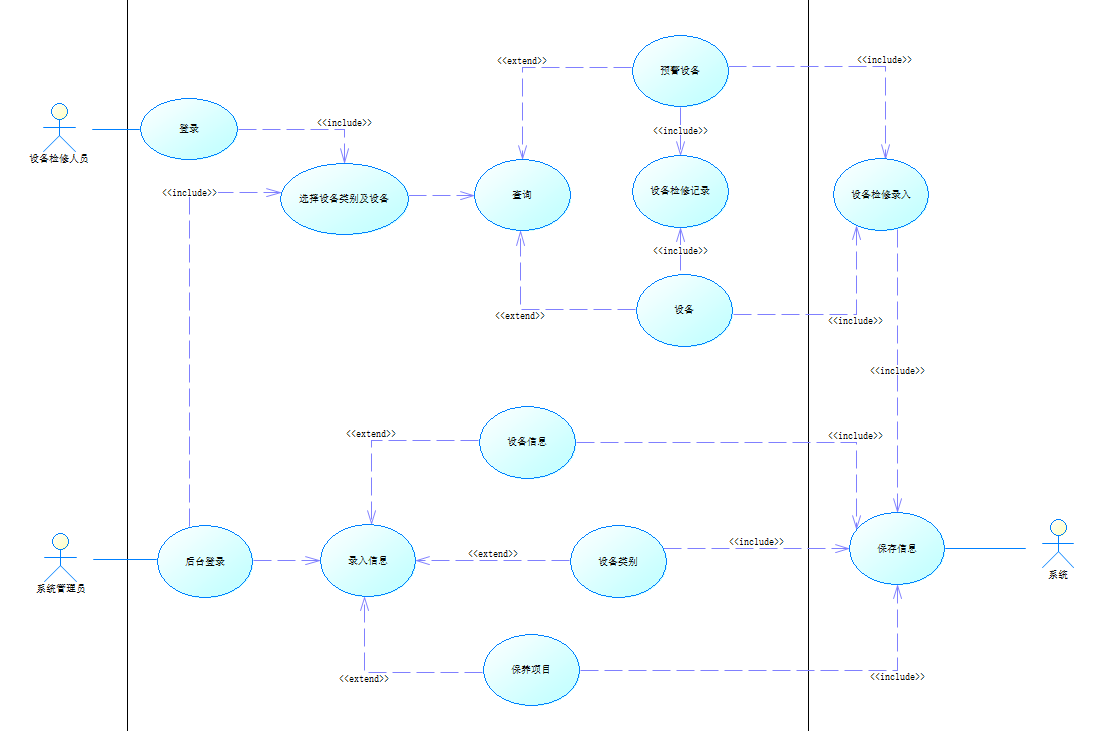 <<extend>>
预警设备
<<include>>
设备检修人员
登录
<<include>>
<<include>>
<<include>>
选择设备类别及设备
查询
设备检修记录
设备检修录入
<<include>>
<<extend>>
设备
<<include>>
<<include>>
<<extend>>
设备信息
<<include>>
系统管理员
后台登录
录入信息
<<extend>>
设备类别
<<include>>
保存信息
系统
<<extend>>
保养项目
<<include>>